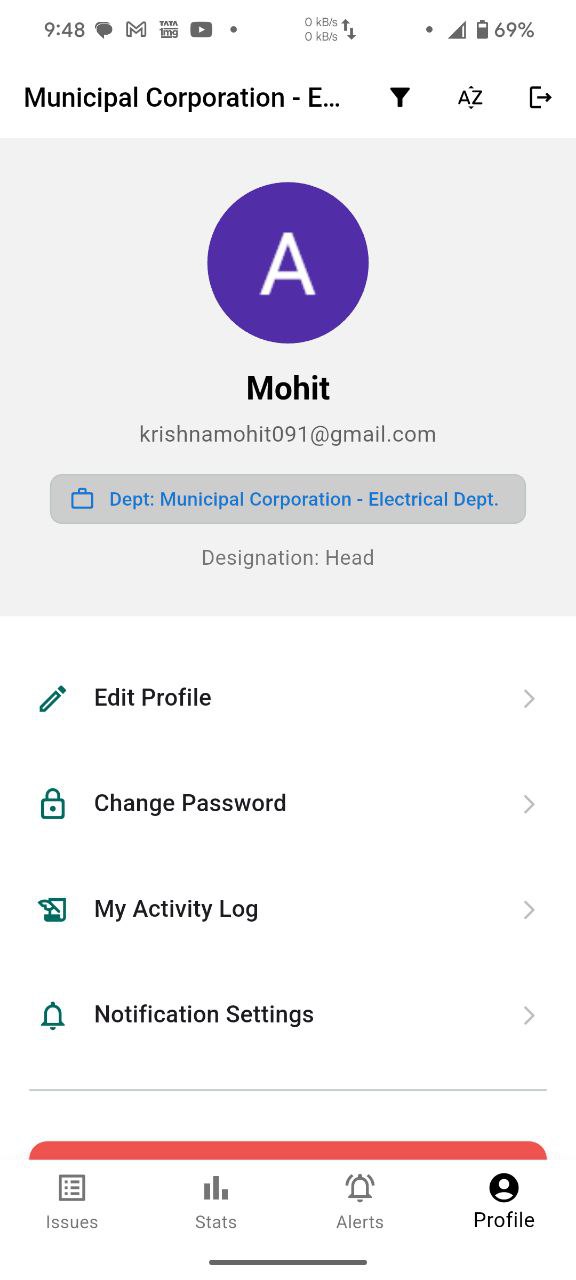 9:48 TATA 1mg 0 kB/s 69%
0 kB/s
Municipal Corporation - E... AZ
A
Mohit
krishnamohit091@gmail.com
Dept: Municipal Corporation - Electrical Dept.
Designation: Head
Edit Profile
Change Password
My Activity Log
Notification Settings
Issues Stats Alerts Profile